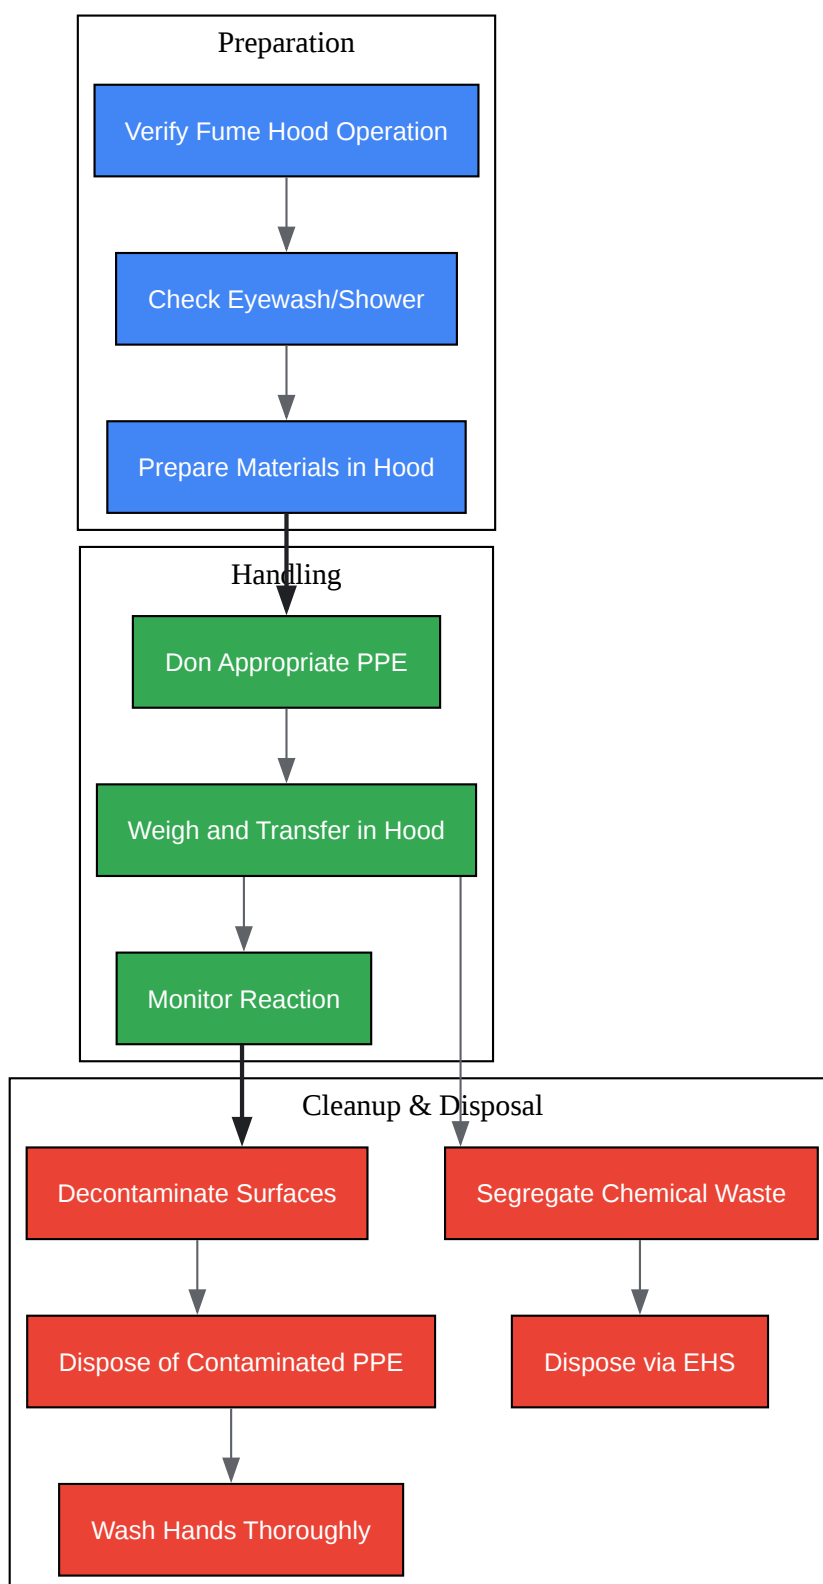 Preparation
Verify Fume Hood Operation
Check Eyewash/Shower
Prepare Materials in Hood
Handling
Don Appropriate PPE
Weigh and Transfer in Hood
Monitor Reaction
Cleanup & Disposal
Decontaminate Surfaces
Segregate Chemical Waste
Dispose of Contaminated PPE
Dispose via EHS
Wash Hands Thoroughly